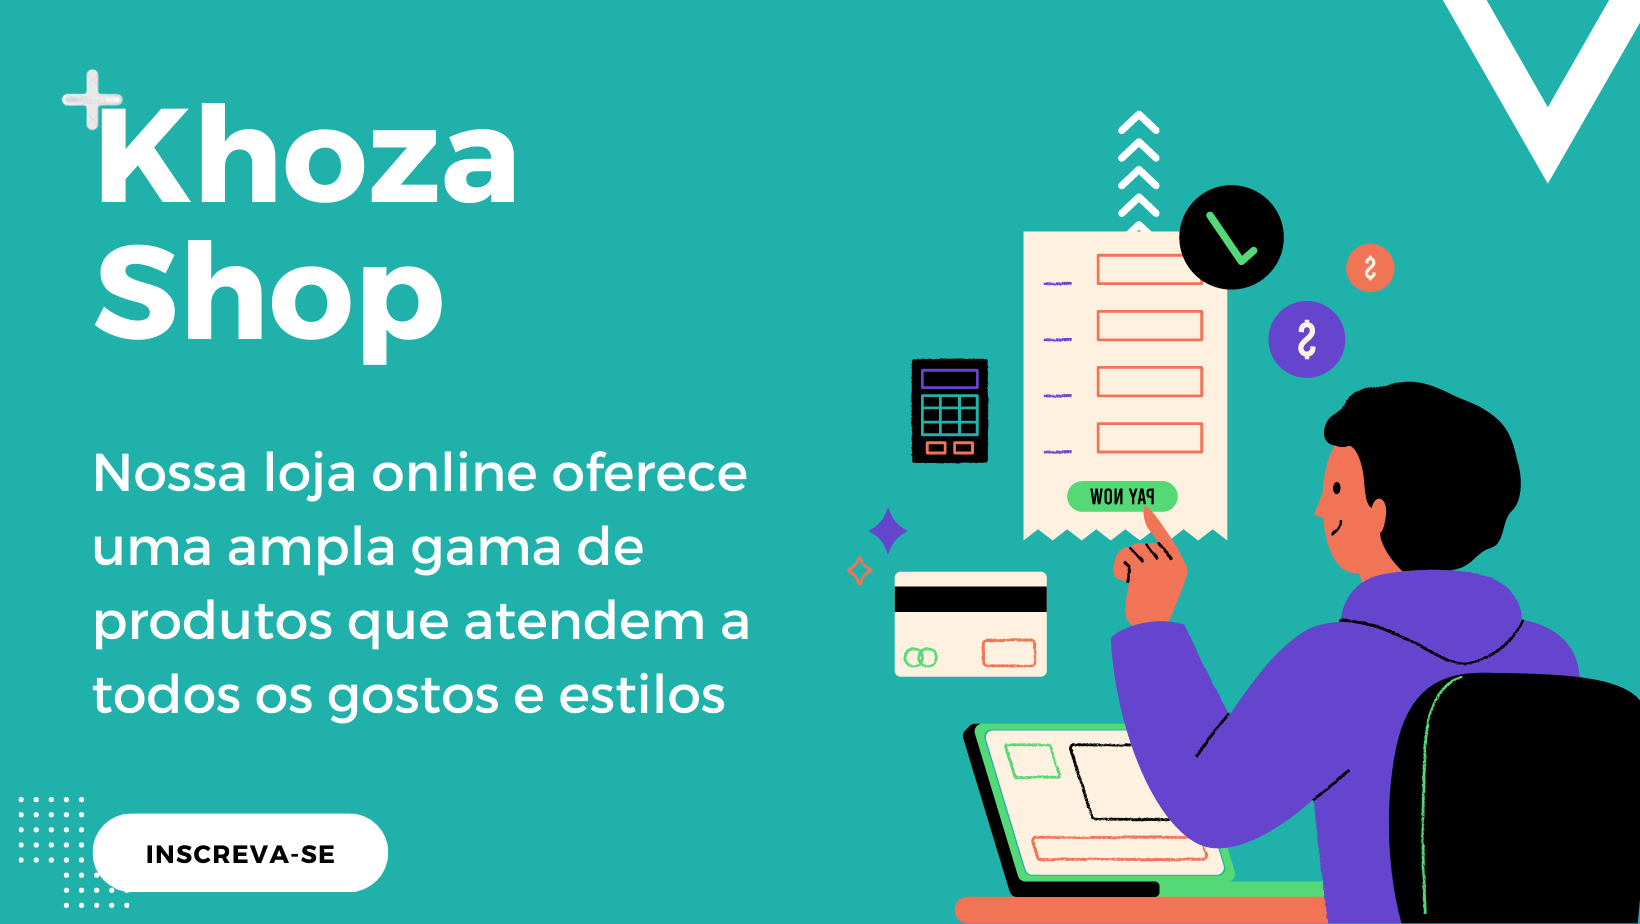 Khoza
Shop
Nossa loja online oferece
uma ampla gama de
produtos que atendem a
todos os gostos e estilos
INSCREVA-SE
$
$
PAY NOW